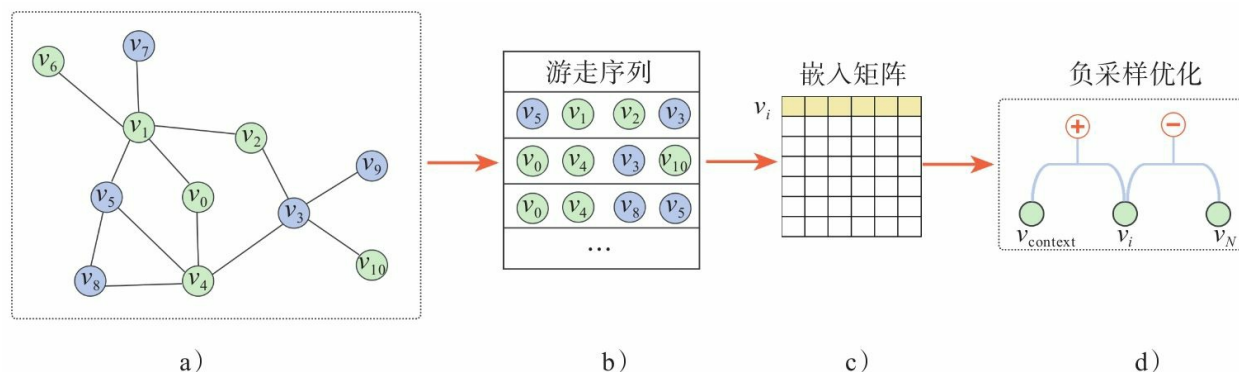 v6
v7
v1
v2
v9
v5
v0
v3
v10
v8
v4
游走序列
v5 v1 v2 v3
v0 v4 v3 v10
v0 v4 v8 v5
…
嵌入矩阵
vi
负采样优化
+ −
vcontext vi vN
a） b） c） d）